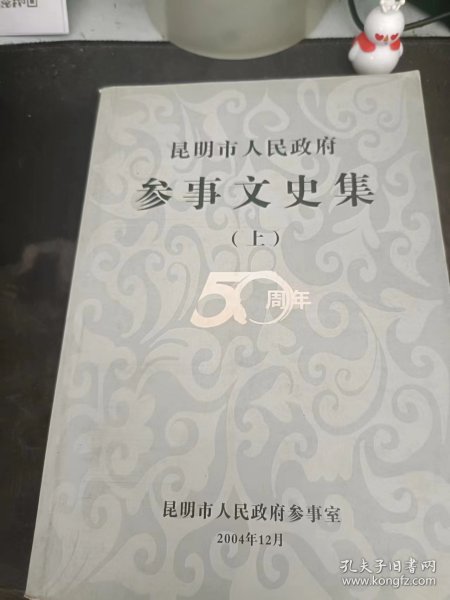 昆明市人民政府
参事文史集
（上）
50周年
昆明市人民政府参事室
2004年12月
孔夫子旧书网
www.kongfz.com